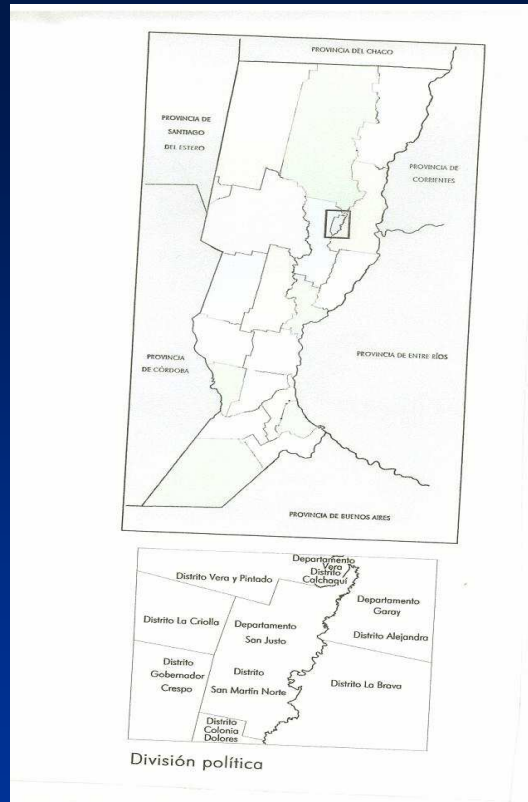 PROVINCIA DEL CHACO
PROVINCIA DE
SANTIAGO
DEL ESTERO
PROVINCIA DE
CORRIENTES
PROVINCIA
DE CÓRDOBA
PROVINCIA DE ENTRE RÍOS
PROVINCIA DE BUENOS AIRES
Departamento
Vera
Distrito
Calchaquí
Distrito Vera y Pintado
Departamento
Garay
Distrito La Criolla
Departamento
San Justo
Distrito Alejandra
Distrito
Gobernador
Crespo
Distrito
San Martín Norte
Distrito La Brava
Distrito
Colonia
Dolores
División política